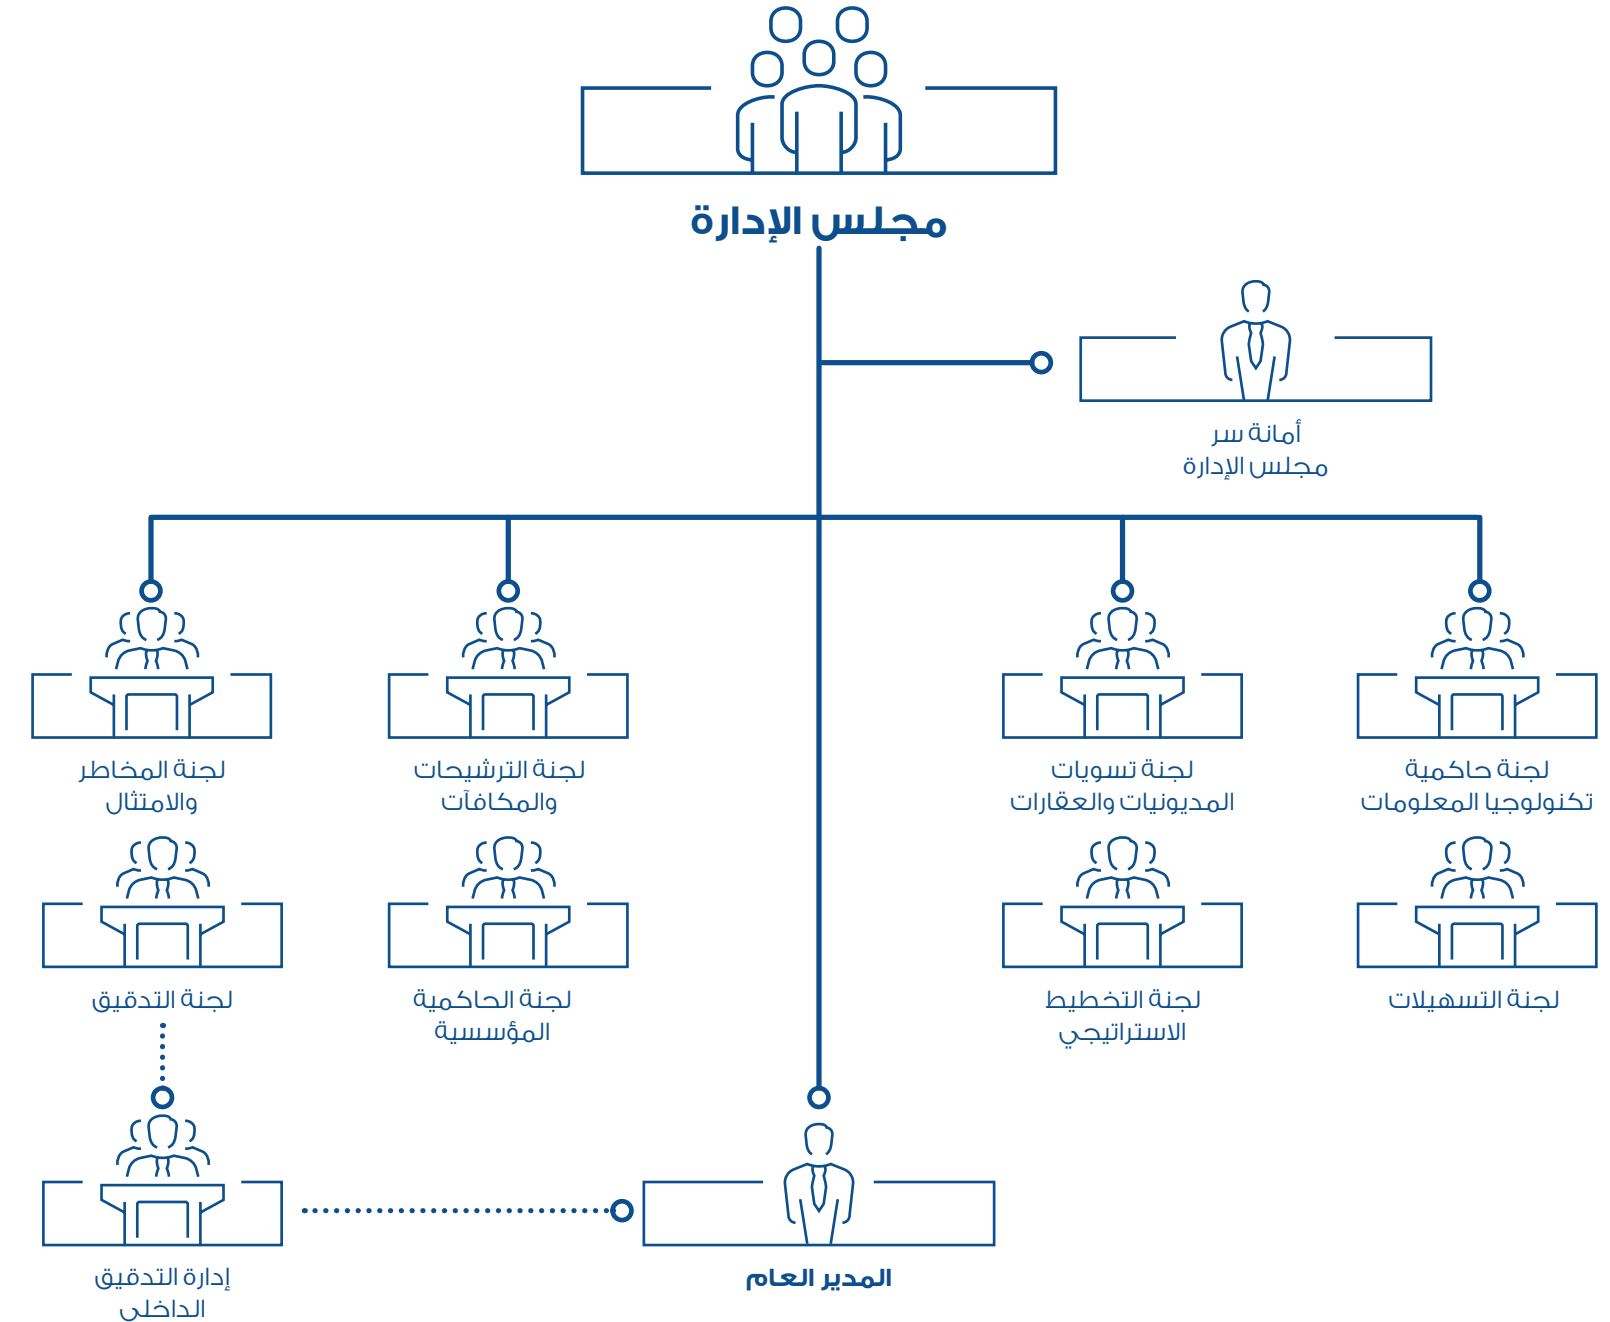 مجلس الإدارة
أمانة سر
مجلس الإدارة
لجنة حاكمية
تكنولوجيا المعلومات
لجنة تسويات
المديونيات والعقارات
لجنة الترشيحات
والمكافآت
لجنة المخاطر
والامتثال
لجنة التسهيلات
لجنة التخطيط
الاستراتيجي
لجنة الحاكمية
المؤسسية
لجنة التدقيق
المدير العام
إدارة التدقيق
الداخلي